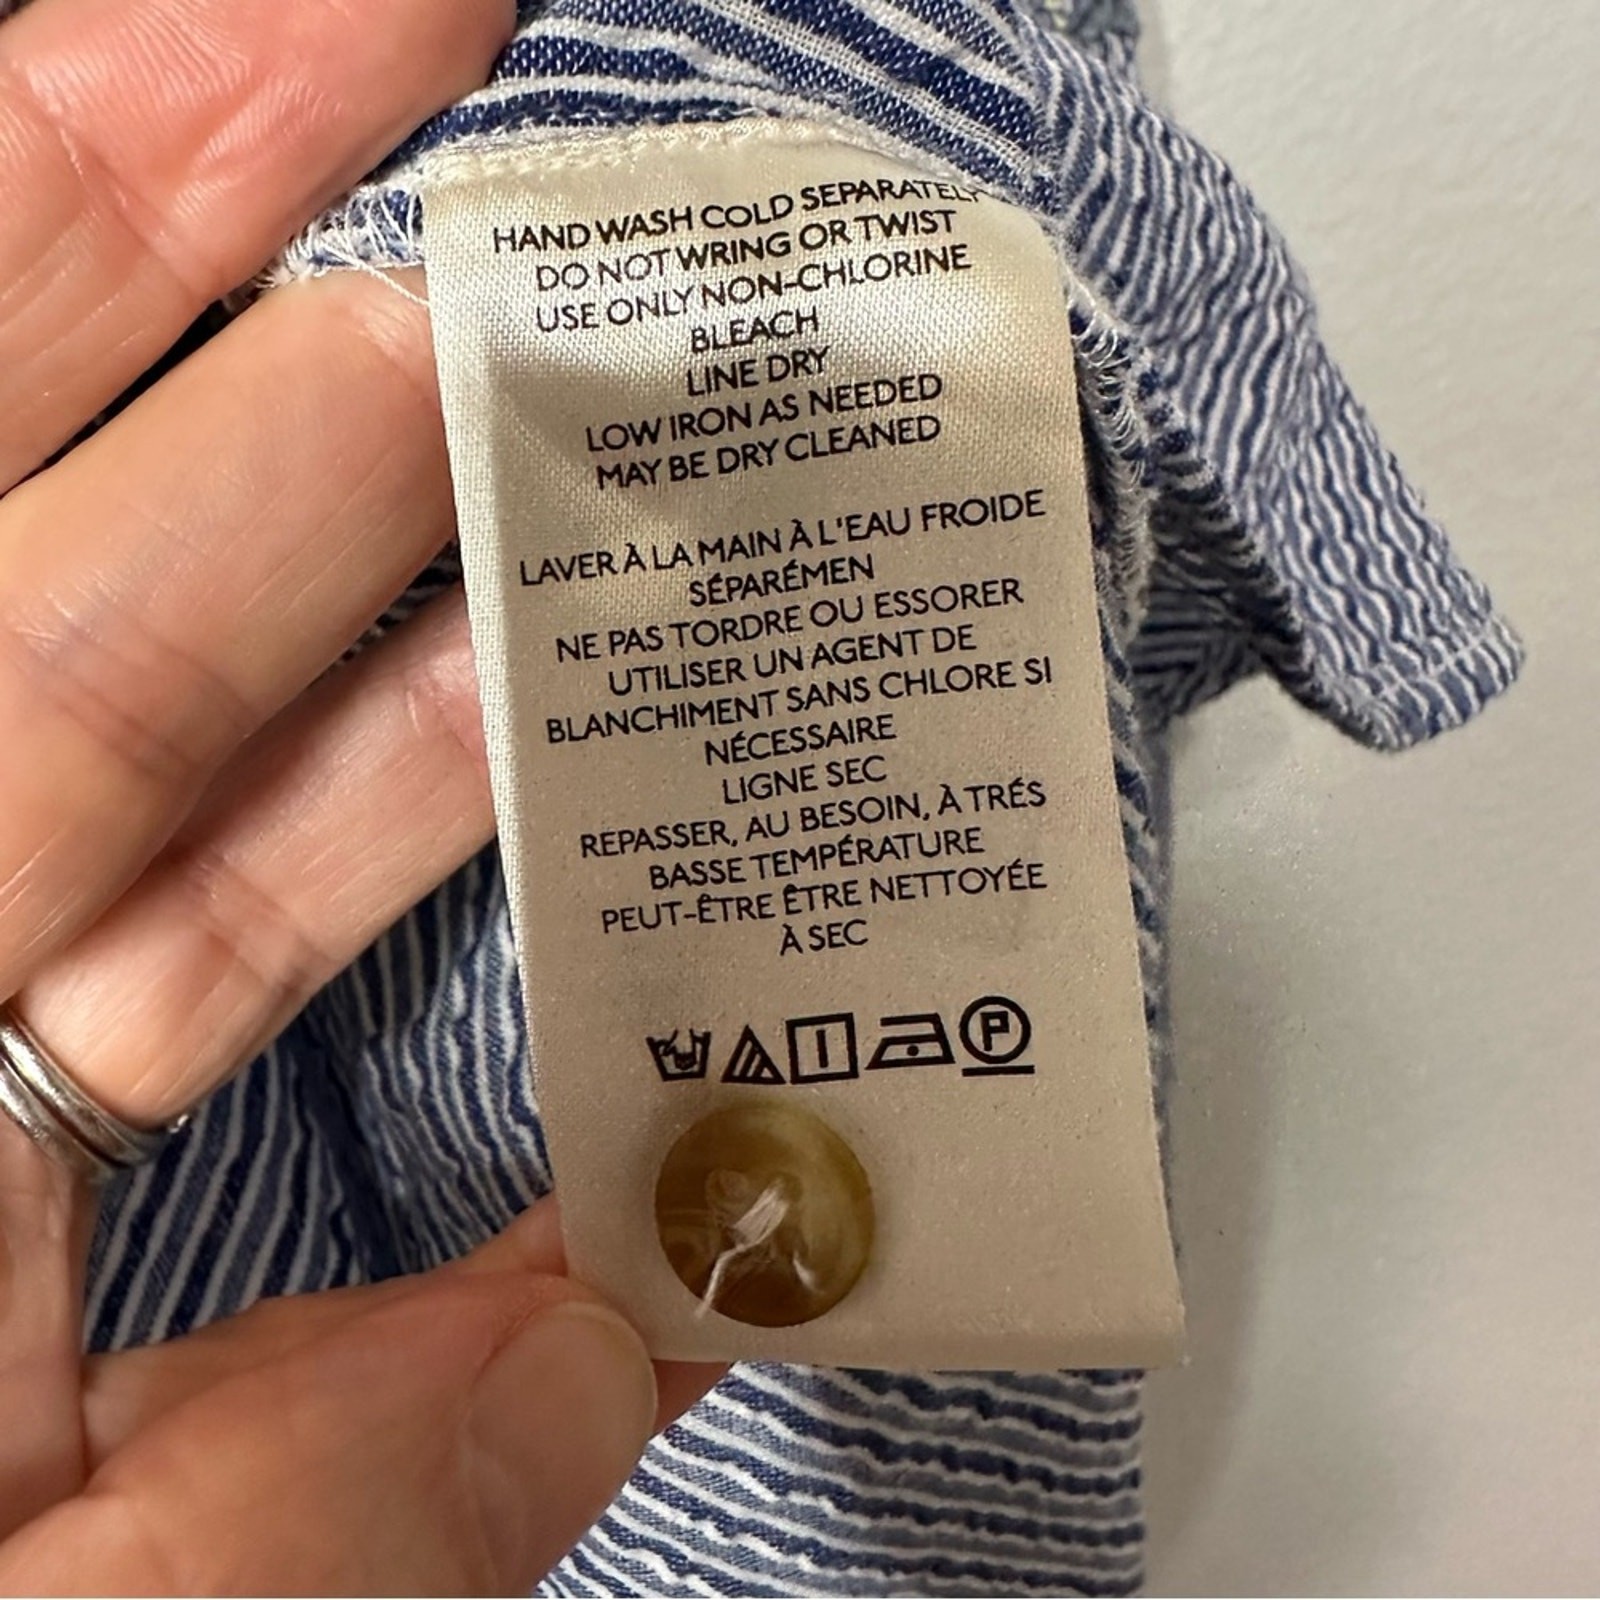 HAND WASH COLD SEPARATELY
DO NOT WRING OR TWIST
USE ONLY NON-CHLORINE
BLEACH
LINE DRY
LOW IRON AS NEEDED
MAY BE DRY CLEANED
LAVER À LA MAIN À L'EAU FROIDE
SÉPARÉMEN
NE PAS TORDRE OU ESSORER
UTILISER UN AGENT DE
BLANCHIMENT SANS CHLORE SI
NÉCESSAIRE
LIGNE SEC
REPASSER, AU BESOIN, À TRÉS
BASSE TEMPÉRATURE
PEUT-ÊTRE ÊTRE NETTOYÉE
À SEC
P